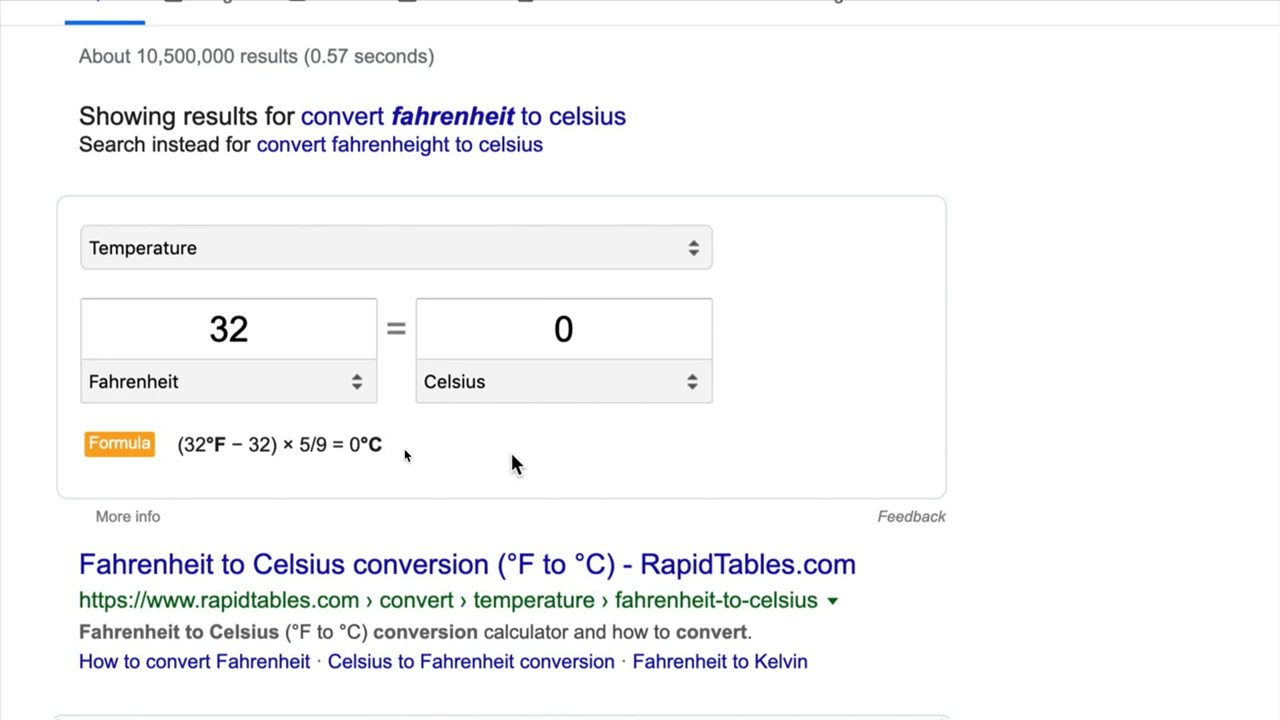 About 10,500,000 results (0.57 seconds)
Showing results for convert fahrenheit to celsius
Search instead for convert fahrenheight to celsius
Temperature
32 = 0
Fahrenheit Celsius
Formula (32°F − 32) × 5/9 = 0°C
More info Feedback
Fahrenheit to Celsius conversion (°F to °C) - RapidTables.com
https://www.rapidtables.com › convert › temperature › fahrenheit-to-celsius
Fahrenheit to Celsius (°F to °C) conversion calculator and how to convert.
How to convert Fahrenheit · Celsius to Fahrenheit conversion · Fahrenheit to Kelvin